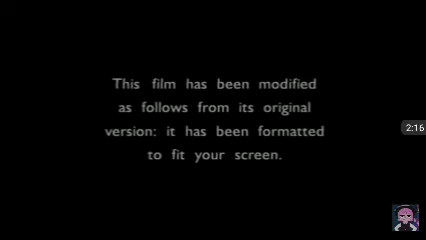 This film has been modified
as follows from its original
version: it has been formatted
to fit your screen.
2:16